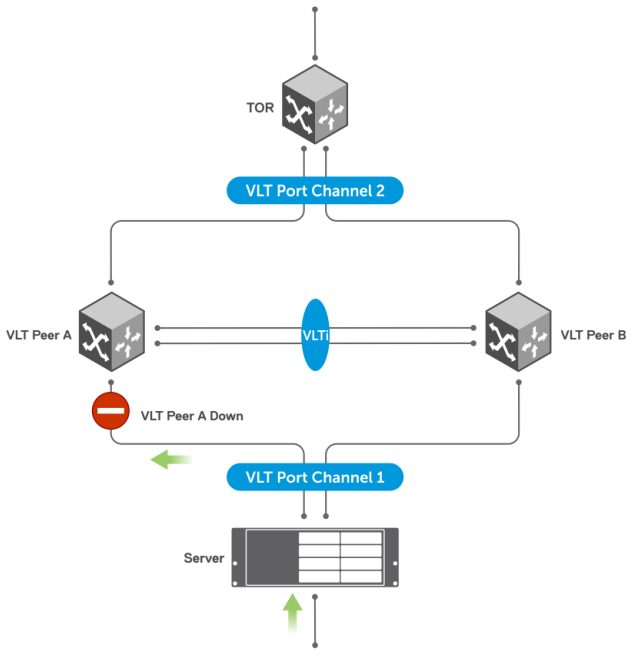 TOR
VLT Port Channel 2
VLT Peer A
VLTi
VLT Peer B
VLT Peer A Down
VLT Port Channel 1
Server